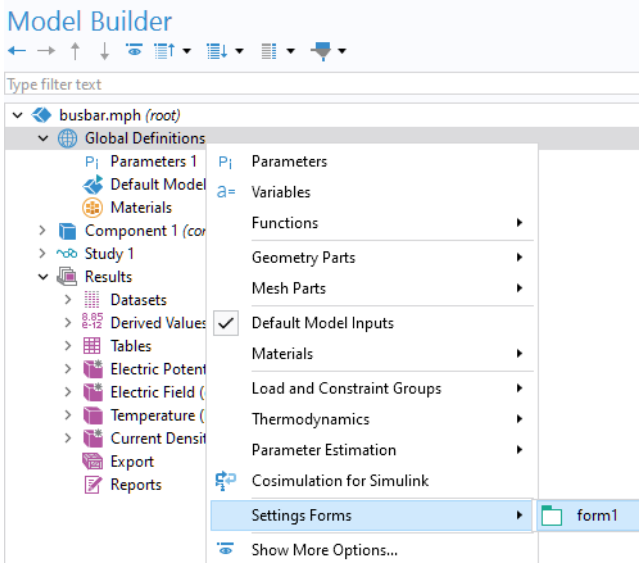 Model Builder
Type filter text
busbar.mph (root)
Global Definitions
Pi Parameters 1
Default Model
Materials
Component 1 (cor
Study 1
Results
Datasets
8.85
e-12 Derived Values
Tables
Electric Potent
Electric Field (
Temperature (
Current Densit
Export
Reports
Pi Parameters
a= Variables
Functions
Geometry Parts
Mesh Parts
Default Model Inputs
Materials
Load and Constraint Groups
Thermodynamics
Parameter Estimation
Cosimulation for Simulink
Settings Forms
form1
Show More Options...